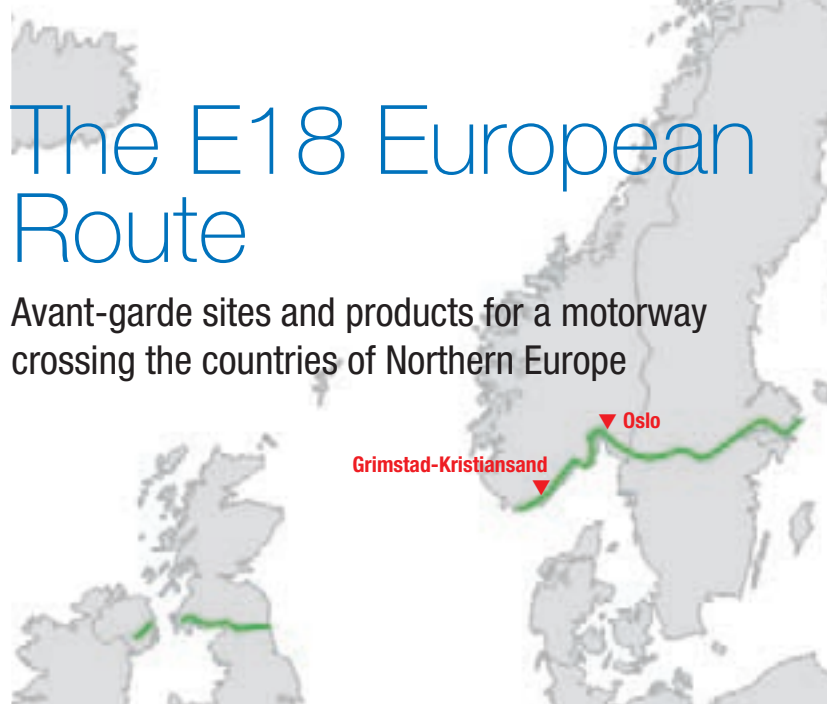 The E18 European
Route
Avant-garde sites and products for a motorway
crossing the countries of Northern Europe
Oslo
Grimstad-Kristiansand